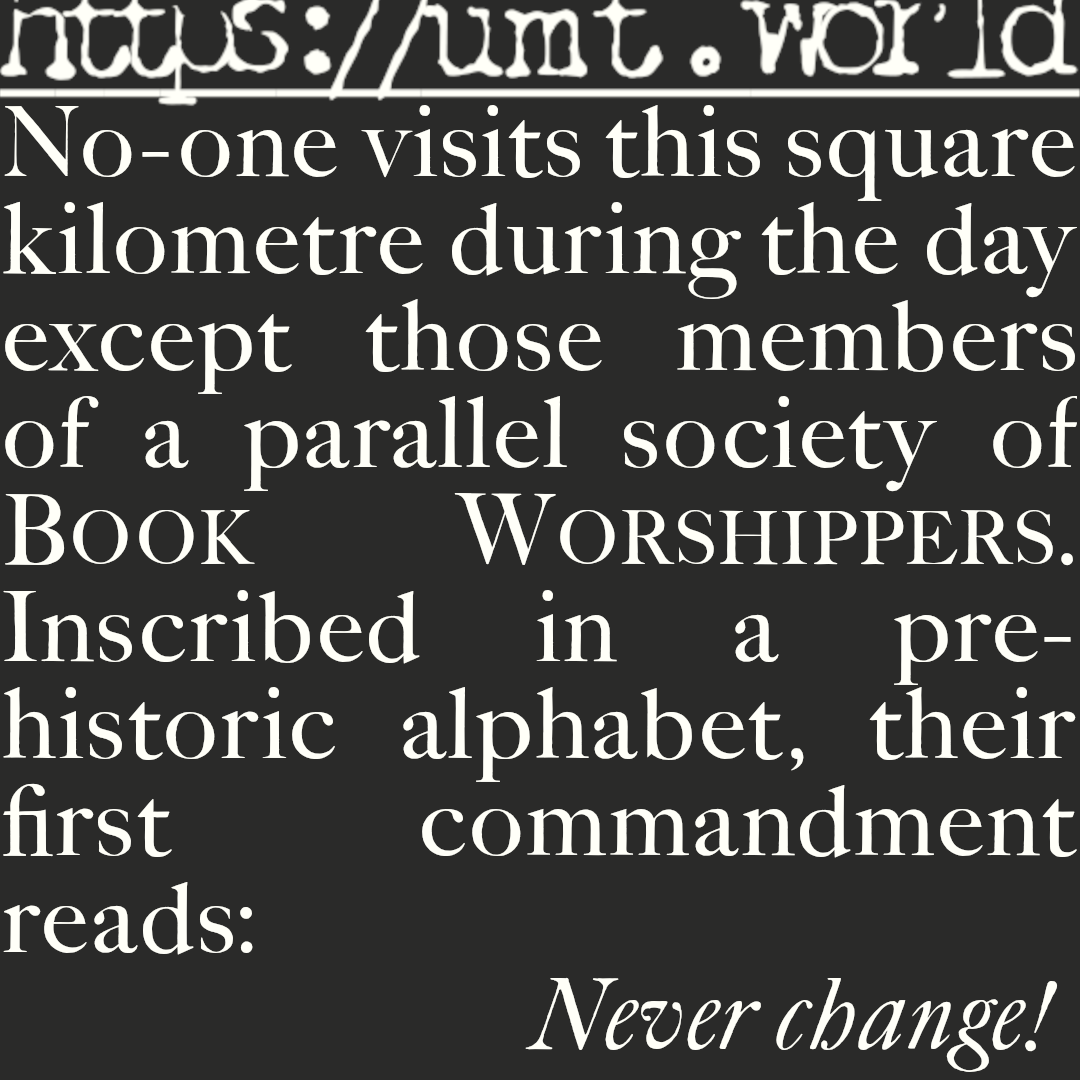 https://umt.world
No-one visits this square
kilometre during the day
except those members
of a parallel society of
BOOK WORSHIPPERS.
Inscribed in a pre-
historic alphabet, their
first commandment
reads:
Never change!